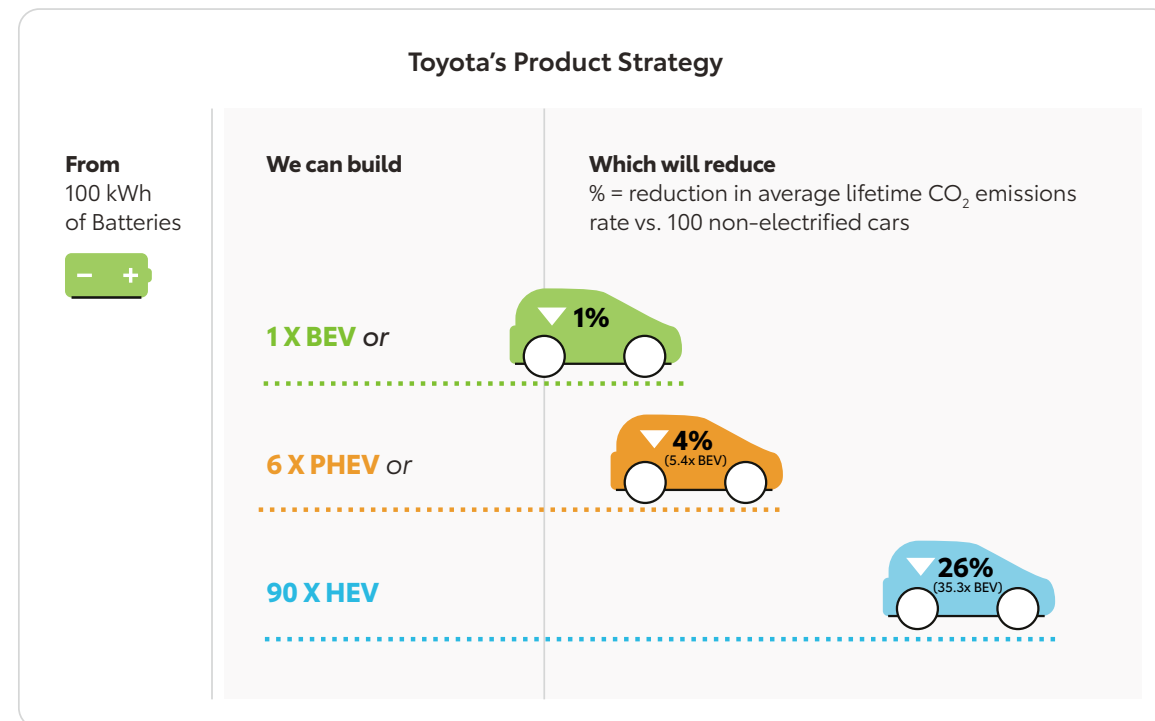 Toyota’s Product Strategy
From
100 kWh
of Batteries
We can build
Which will reduce
% = reduction in average lifetime CO₂ emissions
rate vs. 100 non-electrified cars
− +
1 X BEV or
1%
6 X PHEV or
4%
(5.4x BEV)
90 X HEV
26%
(35.3x BEV)